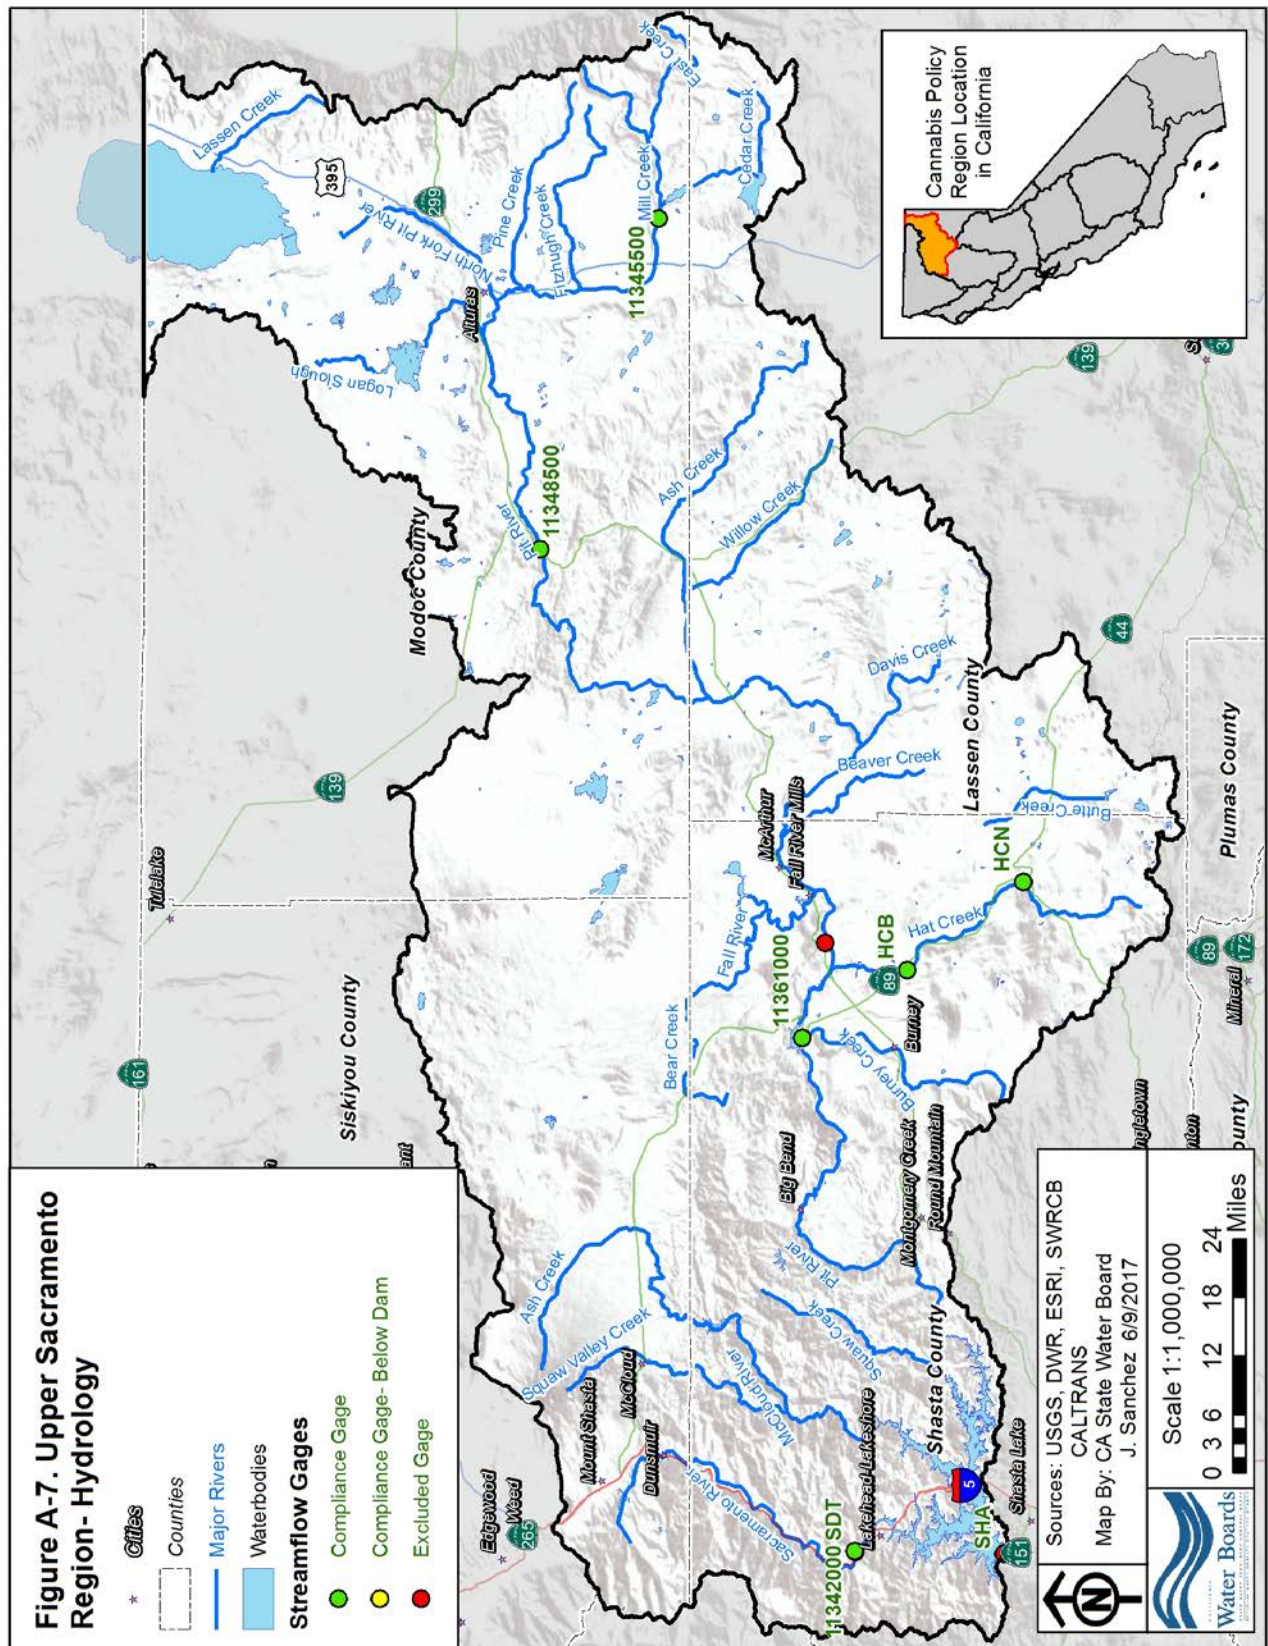 Figure A-7. Upper Sacramento
Region- Hydrology
Cities
Counties
Major Rivers
Waterbodies
Streamflow Gages
Compliance Gage
Compliance Gage- Below Dam
Excluded Gage
161
Tulelake
139
Siskiyou County
Modoc County
Lassen Creek
395
299
North Fork Pit River
Logan Slough
Alturas
Pine Creek
Fitzhugh Creek
East Creek
Mill Creek
Cedar Creek
11345500
Pit River
11348500
Ash Creek
Willow Creek
139
Davis Creek
Lassen County
44
Beaver Creek
McArthur
Fall River Mills
Butte Creek
HCN
Hat Creek
HCB
89
Fall River
11361000
Bear Creek
Burney
Burney Creek
Big Bend
Montgomery Creek
Round Mountain
Pit River
Squaw Creek
Shasta County
Ash Creek
Squaw Valley Creek
McCloud
Mount Shasta
Dunsmuir
McCloud River
Edgewood
Weed
265
Sacramento River
Lakehead-Lakeshore
11342000 SDT
5
SHA
Shasta Lake
151
Plumas County
89
172
Mineral
ngletown
nton
ounty
ant
Cannabis Policy
Region Location
in California
N
Sources: USGS, DWR, ESRI, SWRCB
CALTRANS
Map By: CA State Water Board
J. Sanchez 6/9/2017
Water Boards
Scale 1:1,000,000
0 3 6 12 18 24
Miles